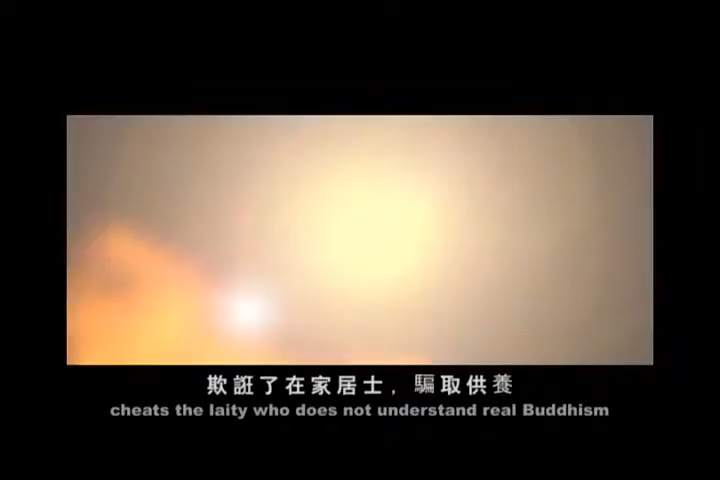 欺誑了在家居士，騙取供養
cheats the laity who does not understand real Buddhism